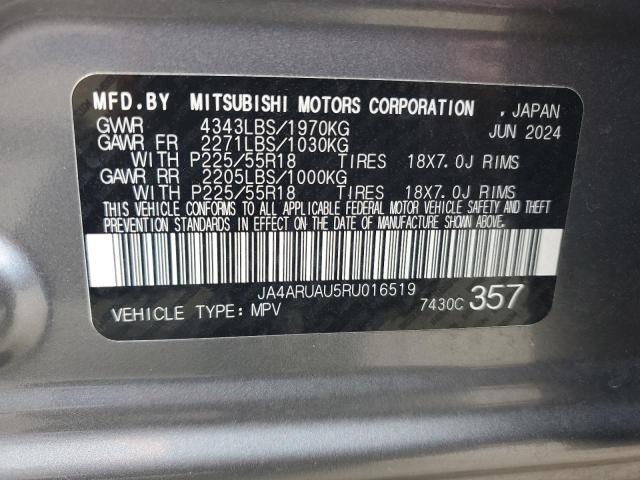 MFD.BY MITSUBISHI MOTORS CORPORATION . JAPAN
GVWR 4343LBS/1970KG JUN 2024
GAWR FR 2271LBS/1030KG
WITH P225/55R18 TIRES 18X7.0J RIMS
GAWR RR 2205LBS/1000KG
WITH P225/55R18 TIRES 18X7.0J RIMS
THIS VEHICLE CONFORMS TO ALL APPLICABLE FEDERAL MOTOR VEHICLE SAFETY AND THEFT
PREVENTION STANDARDS IN EFFECT ON THE DATE OF MANUFACTURE SHOWN ABOVE.
JA4ARUAU5RU016519
VEHICLE TYPE: MPV 7430C 357